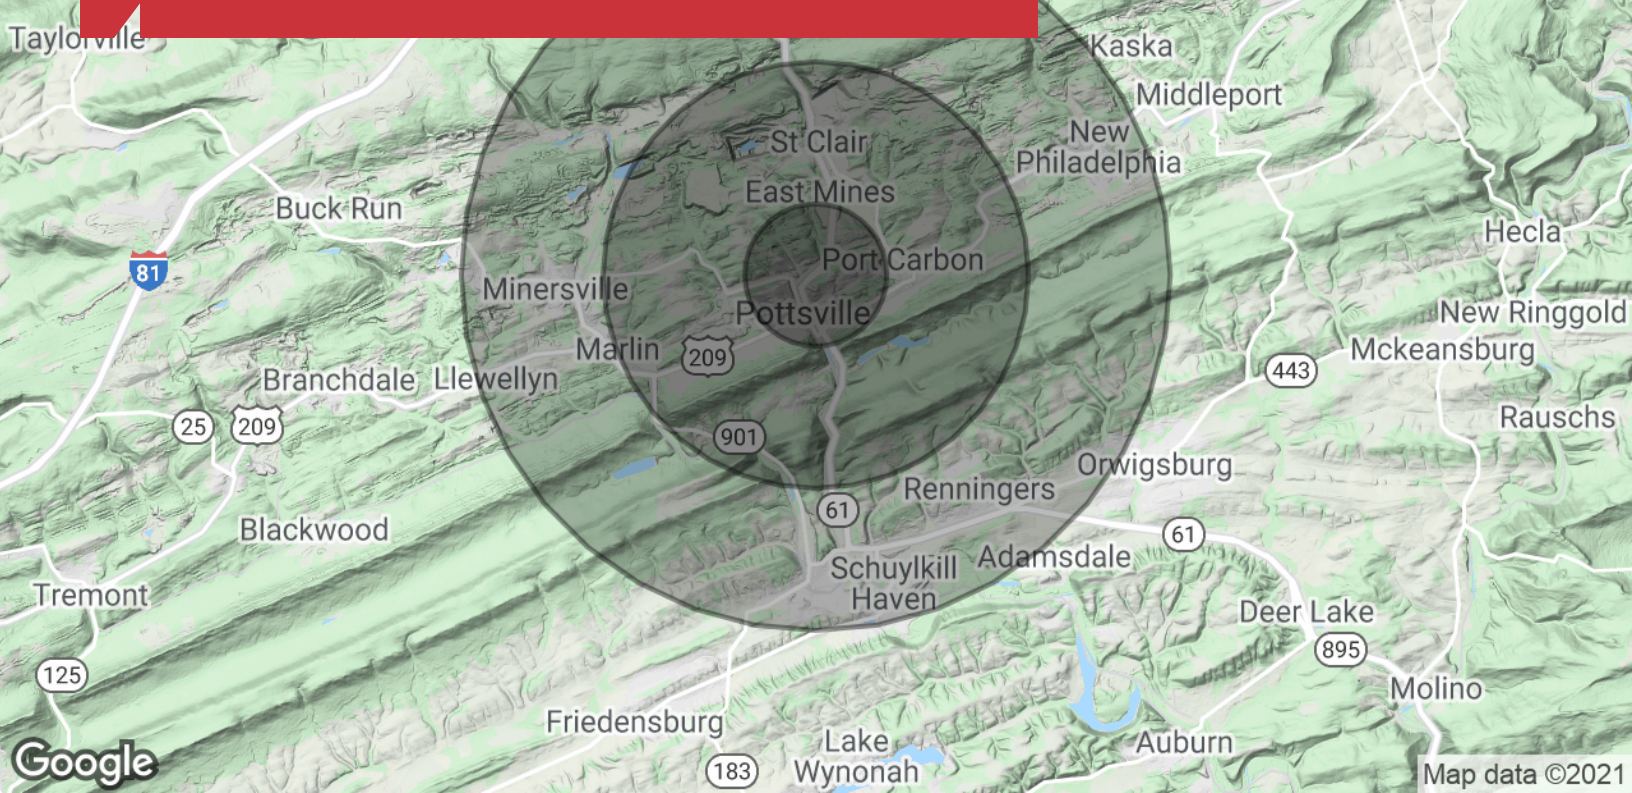 Taylorville
Kaska
Middleport
St Clair
New
Philadelphia
East Mines
Buck Run
Hecla
Port Carbon
81
Minersville
New Ringgold
Pottsville
Marlin
209
Mckeansburg
443
Branchdale
Llewellyn
25
209
Rauschs
901
Orwigsburg
Renningers
61
Blackwood
61
Adamsdale
Schuylkill
Haven
Tremont
Deer Lake
895
125
Molino
Friedensburg
Lake
Wynonah
Auburn
183
Google
Map data ©2021